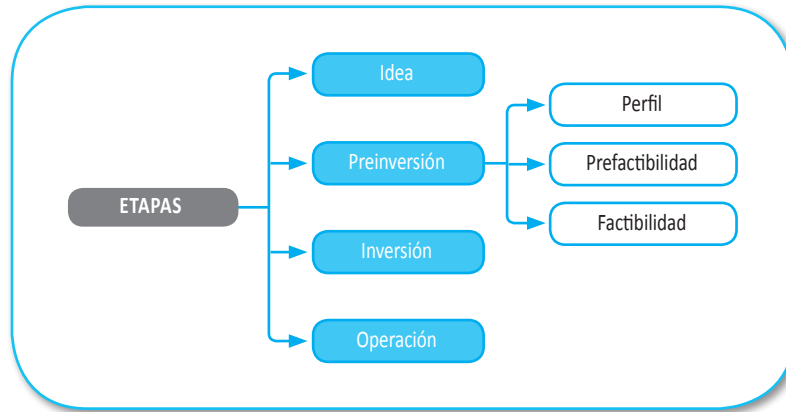 ETAPAS
Idea
Preinversión
Inversión
Operación
Perfil
Prefactibilidad
Factibilidad